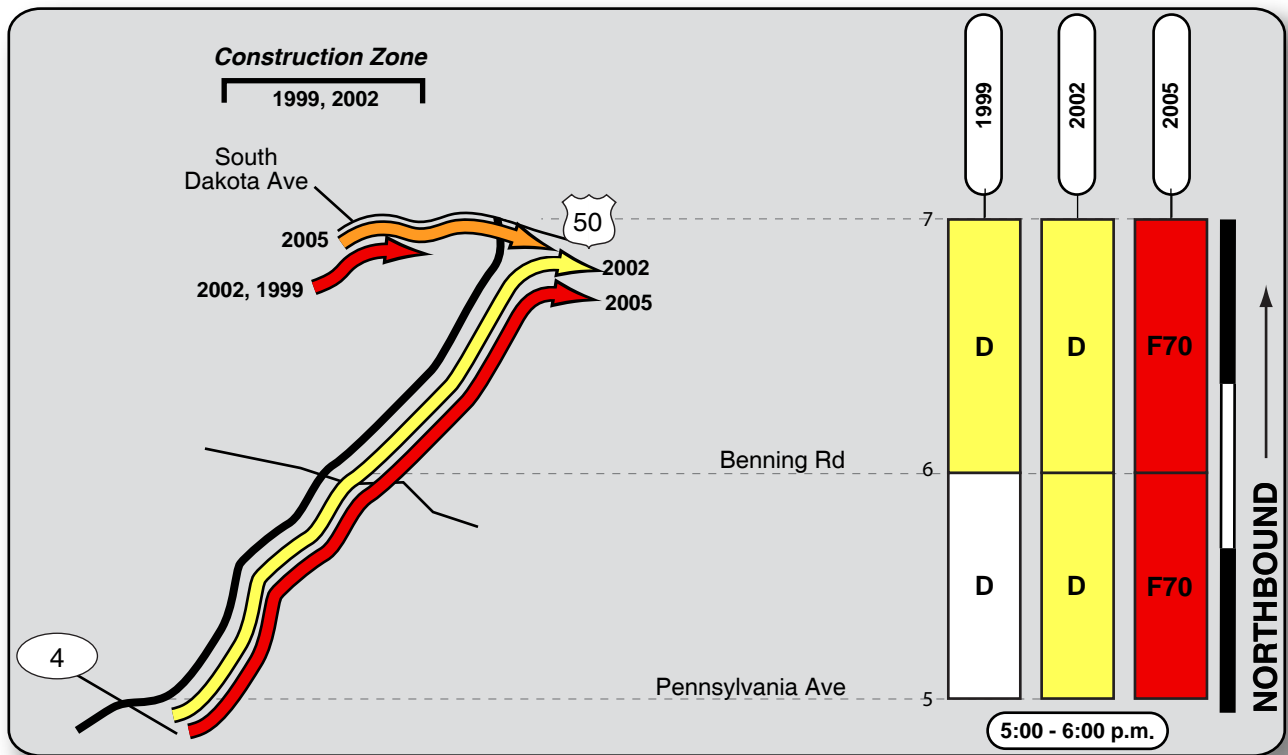 Construction Zone
1999, 2002
1999
2002
2005
South
Dakota Ave
50
7
2005
2002
2002, 1999
2005
D
D
F70
Benning Rd
6
D
D
F70
NORTHBOUND
4
Pennsylvania Ave
5
5:00 - 6:00 p.m.